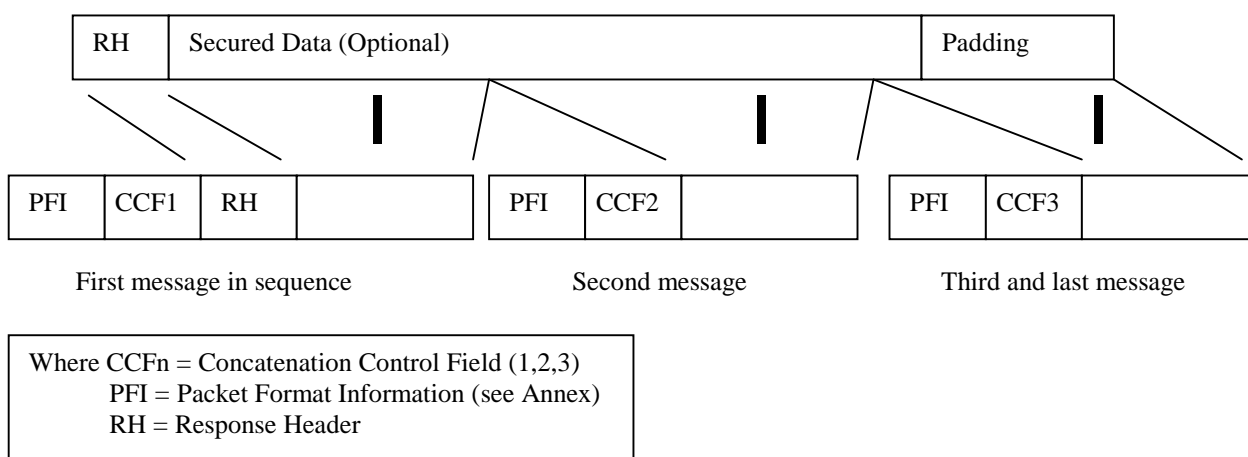 RH Secured Data (Optional) Padding
PFI CCF1 RH PFI CCF2 PFI CCF3
First message in sequence Second message Third and last message
Where CCFn = Concatenation Control Field (1,2,3)
PFI = Packet Format Information (see Annex)
RH = Response Header